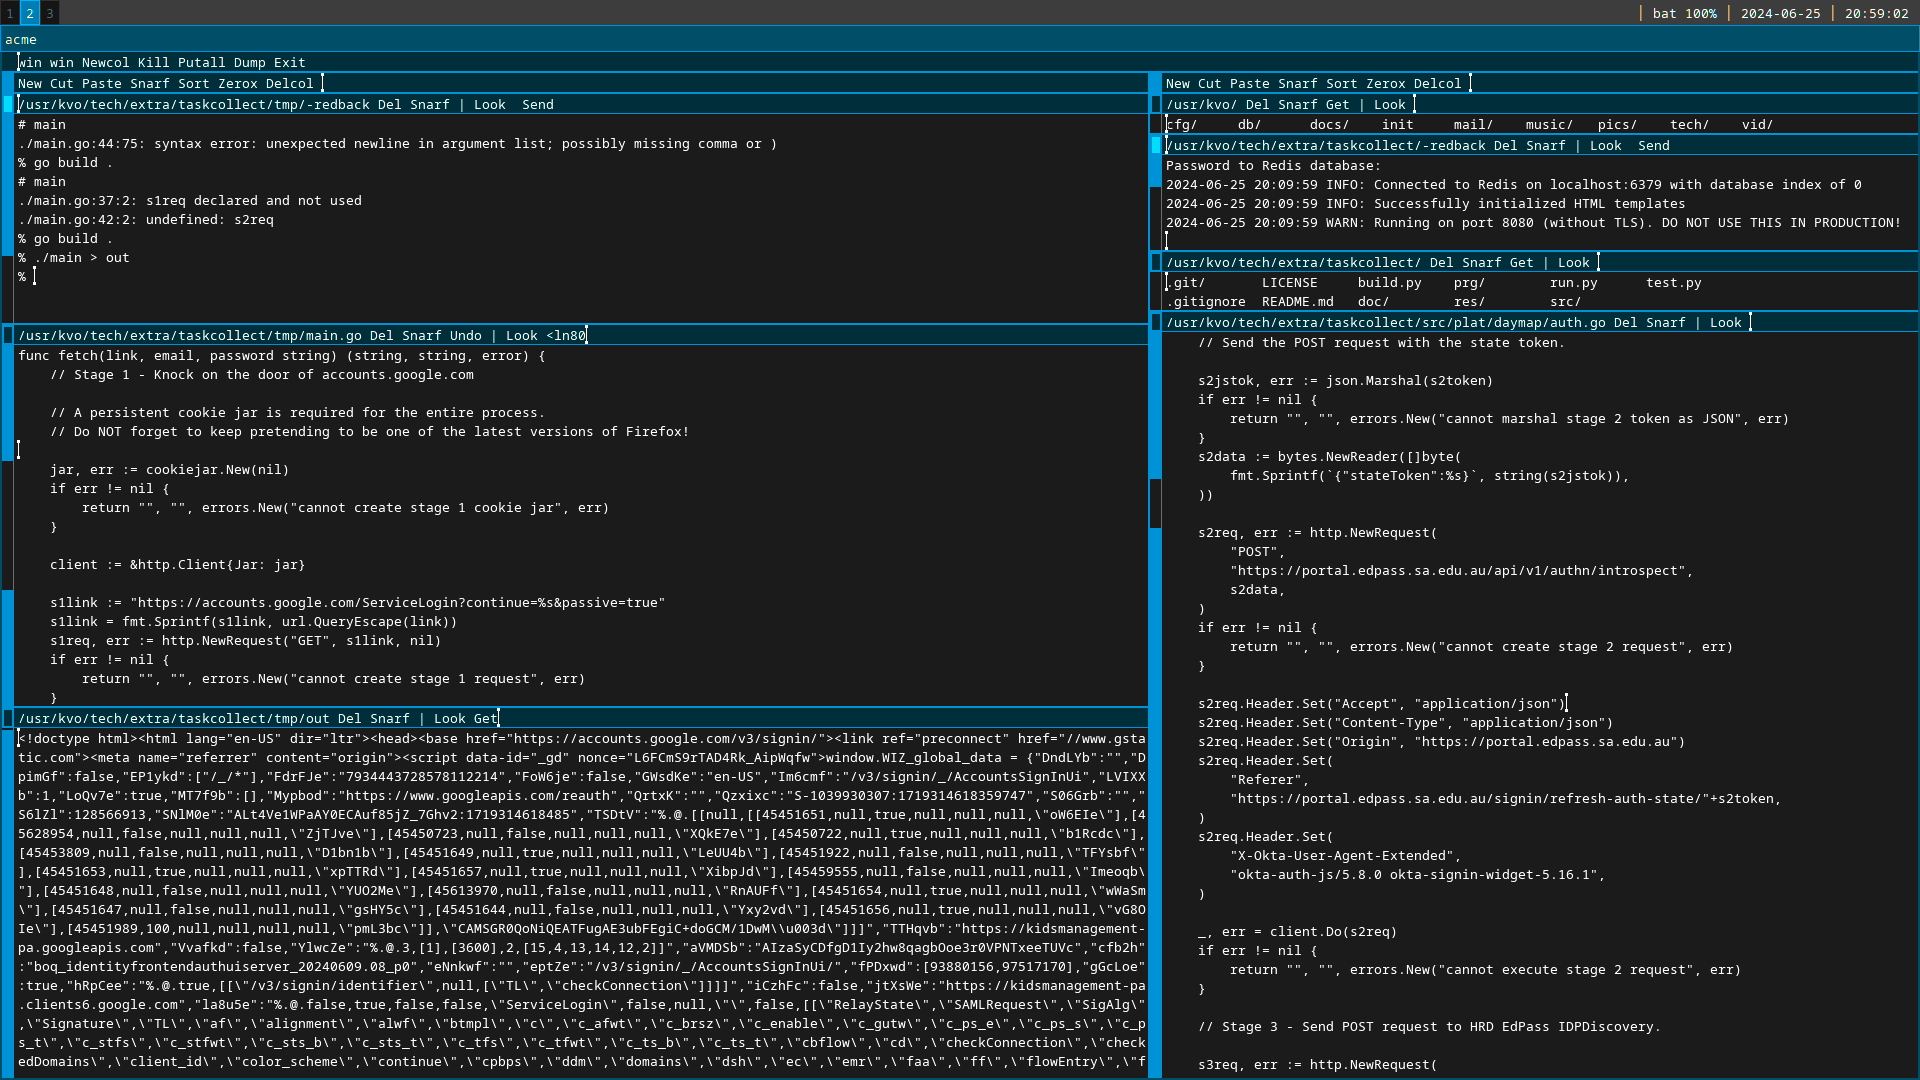 1 2 3
│ bat 100% │ 2024-06-25 │ 20:59:02
acme
win win Newcol Kill Putall Dump Exit
New Cut Paste Snarf Sort Zerox Delcol
/usr/kvo/tech/extra/taskcollect/tmp/-redback Del Snarf | Look  Send
# main
./main.go:44:75: syntax error: unexpected newline in argument list; possibly missing comma or )
% go build .
# main
./main.go:37:2: s1req declared and not used
./main.go:42:2: undefined: s2req
% go build .
% ./main > out
%
/usr/kvo/tech/extra/taskcollect/tmp/main.go Del Snarf Undo | Look <ln80
func fetch(link, email, password string) (string, string, error) {
    // Stage 1 - Knock on the door of accounts.google.com
    // A persistent cookie jar is required for the entire process.
    // Do NOT forget to keep pretending to be one of the latest versions of Firefox!
    jar, err := cookiejar.New(nil)
    if err != nil {
        return "", "", errors.New("cannot create stage 1 cookie jar", err)
    }
    client := &http.Client{Jar: jar}
    s1link := "https://accounts.google.com/ServiceLogin?continue=%s&passive=true"
    s1link = fmt.Sprintf(s1link, url.QueryEscape(link))
    s1req, err := http.NewRequest("GET", s1link, nil)
    if err != nil {
        return "", "", errors.New("cannot create stage 1 request", err)
    }
/usr/kvo/tech/extra/taskcollect/tmp/out Del Snarf | Look Get
<!doctype html><html lang="en-US" dir="ltr"><head><base href="https://accounts.google.com/v3/signin/"><link ref="preconnect" href="//www.gsta
tic.com"><meta name="referrer" content="origin"><script data-id="_gd" nonce="L6FCmS9rTAD4Rk_AipWqfw">window.WIZ_global_data = {"DndLYb":"","D
pimGf":false,"EP1ykd":["/_/*"],"FdrFJe":"7934443728578112214","FoW6je":false,"GWsdKe":"en-US","Im6cmf":"/v3/signin/_/AccountsSignInUi","LVIXX
b":1,"LoQv7e":true,"MT7f9b":[],"Mypbod":"https://www.googleapis.com/reauth","QrtxK":"","Qzxixc":"S-1039930307:1719314618359747","S06Grb":"","
S6lZl":128566913,"SNlM0e":"ALt4Ve1WPaAY0ECAuf85jZ_7Ghv2:1719314618485","TSDtV":"%.@.[[null,[[45451651,null,true,null,null,null,\"oW6EIe\"],[4
5628954,null,false,null,null,null,\"ZjTJve\"],[45450723,null,false,null,null,null,\"XQkE7e\"],[45450722,null,true,null,null,null,\"b1Rcdc\"],
[45453809,null,false,null,null,null,\"D1bn1b\"],[45451649,null,true,null,null,null,\"LeUU4b\"],[45451922,null,false,null,null,null,\"TFYsbf\"
],[45451653,null,true,null,null,null,\"xpTTRd\"],[45451657,null,true,null,null,null,\"XibpJd\"],[45459555,null,false,null,null,null,\"Imeoqb\
"],[45451648,null,false,null,null,null,\"YUO2Me\"],[45613970,null,false,null,null,null,\"RnAUFf\"],[45451654,null,true,null,null,null,\"wWaSm
\"],[45451647,null,false,null,null,null,\"gsHY5c\"],[45451644,null,false,null,null,null,\"Yxy2vd\"],[45451656,null,true,null,null,null,\"vG8O
Ie\"],[45451989,100,null,null,null,null,\"pmL3bc\"]],\"CAMSGR0QoNiQEATFugAE3ubFEgiC+doGCM/1DwM\\u003d\"]]]","TTHqvb":"https://kidsmanagement-
pa.googleapis.com","Vvafkd":false,"YlwcZe":"%.@.3,[1],[3600],2,[15,4,13,14,12,2]]","aVMDSb":"AIzaSyCDfgD1Iy2hw8qagbOoe3r0VPNTxeeTUVc","cfb2h"
:"boq_identityfrontendauthuiserver_20240609.08_p0","eNnkwf":"","eptZe":"/v3/signin/_/AccountsSignInUi/","fPDxwd":[93880156,97517170],"gGcLoe"
:true,"hRpCee":"%.@.true,[[\"/v3/signin/identifier\",null,[\"TL\",\"checkConnection\"]]]]","iCzhFc":false,"jtXsWe":"https://kidsmanagement-pa
.clients6.google.com","la8u5e":"%.@.false,true,false,false,\"ServiceLogin\",false,null,\"\",false,[[\"RelayState\",\"SAMLRequest\",\"SigAlg\"
,\"Signature\",\"TL\",\"af\",\"alignment\",\"alwf\",\"btmpl\",\"c\",\"c_afwt\",\"c_brsz\",\"c_enable\",\"c_gutw\",\"c_ps_e\",\"c_ps_s\",\"c_p
s_t\",\"c_stfs\",\"c_stfwt\",\"c_sts_b\",\"c_sts_t\",\"c_tfs\",\"c_tfwt\",\"c_ts_b\",\"c_ts_t\",\"cbflow\",\"cd\",\"checkConnection\",\"check
edDomains\",\"client_id\",\"color_scheme\",\"continue\",\"cpbps\",\"ddm\",\"domains\",\"dsh\",\"ec\",\"emr\",\"faa\",\"ff\",\"flowEntry\",\"f
New Cut Paste Snarf Sort Zerox Delcol
/usr/kvo/ Del Snarf Get | Look
cfg/     db/      docs/    init     mail/    music/   pics/    tech/    vid/
/usr/kvo/tech/extra/taskcollect/-redback Del Snarf | Look  Send
Password to Redis database:
2024-06-25 20:09:59 INFO: Connected to Redis on localhost:6379 with database index of 0
2024-06-25 20:09:59 INFO: Successfully initialized HTML templates
2024-06-25 20:09:59 WARN: Running on port 8080 (without TLS). DO NOT USE THIS IN PRODUCTION!
/usr/kvo/tech/extra/taskcollect/ Del Snarf Get | Look
.git/       LICENSE     build.py    prg/        run.py      test.py
.gitignore  README.md   doc/        res/        src/
/usr/kvo/tech/extra/taskcollect/src/plat/daymap/auth.go Del Snarf | Look
    // Send the POST request with the state token.
    s2jstok, err := json.Marshal(s2token)
    if err != nil {
        return "", "", errors.New("cannot marshal stage 2 token as JSON", err)
    }
    s2data := bytes.NewReader([]byte(
        fmt.Sprintf(`{"stateToken":%s}`, string(s2jstok)),
    ))
    s2req, err := http.NewRequest(
        "POST",
        "https://portal.edpass.sa.edu.au/api/v1/authn/introspect",
        s2data,
    )
    if err != nil {
        return "", "", errors.New("cannot create stage 2 request", err)
    }
    s2req.Header.Set("Accept", "application/json")
    s2req.Header.Set("Content-Type", "application/json")
    s2req.Header.Set("Origin", "https://portal.edpass.sa.edu.au")
    s2req.Header.Set(
        "Referer",
        "https://portal.edpass.sa.edu.au/signin/refresh-auth-state/"+s2token,
    )
    s2req.Header.Set(
        "X-Okta-User-Agent-Extended",
        "okta-auth-js/5.8.0 okta-signin-widget-5.16.1",
    )
    _, err = client.Do(s2req)
    if err != nil {
        return "", "", errors.New("cannot execute stage 2 request", err)
    }
    // Stage 3 - Send POST request to HRD EdPass IDPDiscovery.
    s3req, err := http.NewRequest(